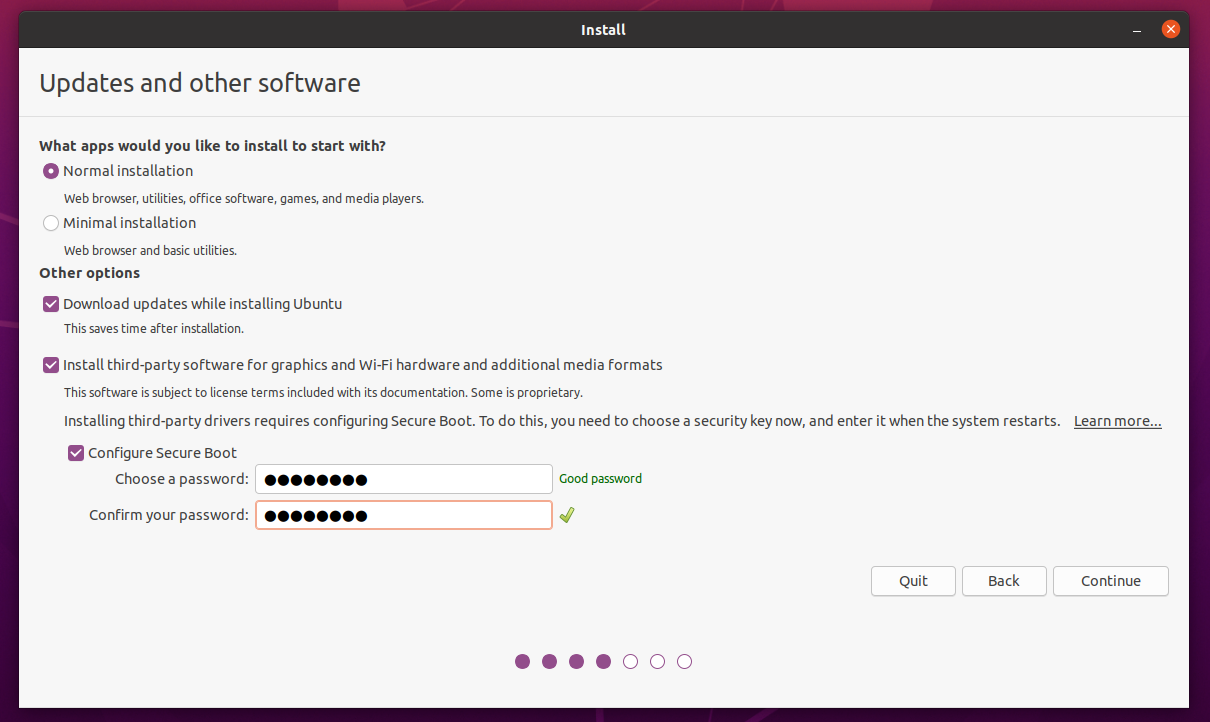 Install
Updates and other software
What apps would you like to install to start with?
Normal installation
Web browser, utilities, office software, games, and media players.
Minimal installation
Web browser and basic utilities.
Other options
Download updates while installing Ubuntu
This saves time after installation.
Install third-party software for graphics and Wi-Fi hardware and additional media formats
This software is subject to license terms included with its documentation. Some is proprietary.
Installing third-party drivers requires configuring Secure Boot. To do this, you need to choose a security key now, and enter it when the system restarts. Learn more...
Configure Secure Boot
Choose a password: ●●●●●●●● Good password
Confirm your password: ●●●●●●●●
Quit Back Continue